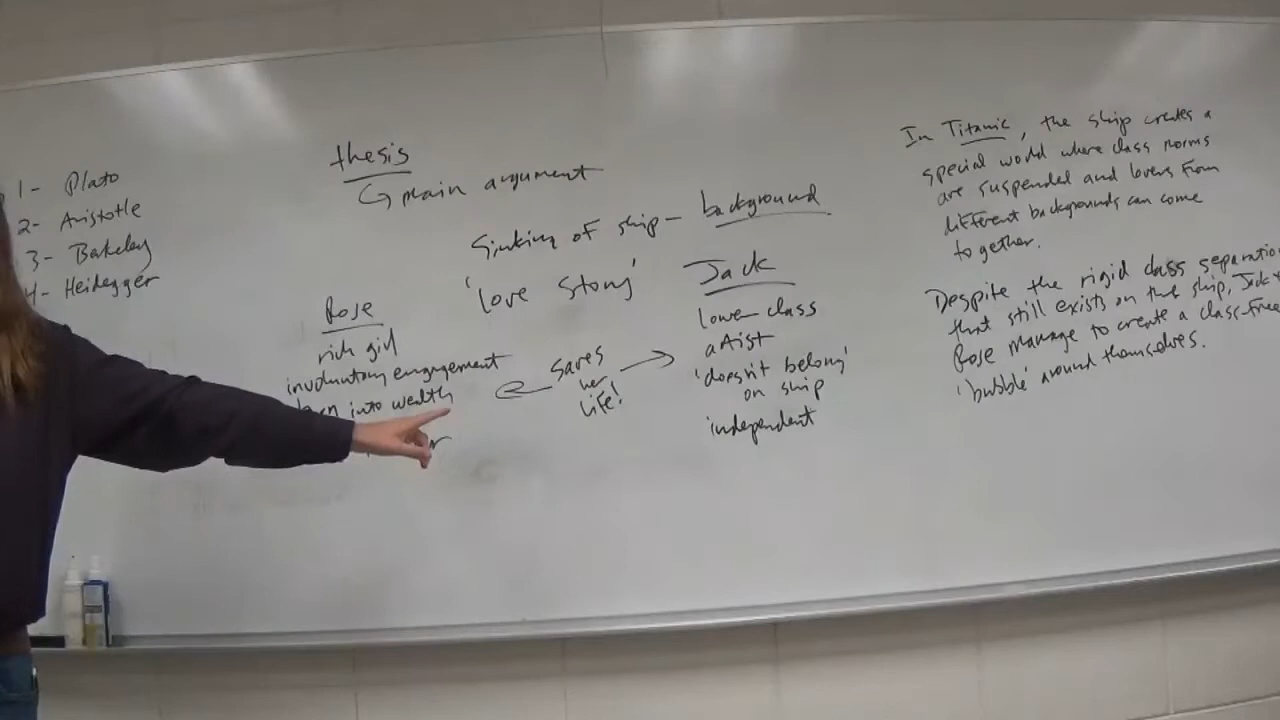 1- Plato
2- Aristotle
3- Bakeley
4- Heidegger
thesis
main argument
Sinking of ship - background
'love story'
Rose
rich girl
involuntary engagement
into wealth
saves
her
life!
Jack
lower class
artist
'doesn't belong'
on ship
independent
In Titanic, the ship creates a
special world where class norms
are suspended and lovers from
different backgrounds can come
together.
Despite the rigid class separation
that still exists on the ship, Jack +
Rose manage to create a class-free
'bubble' around themselves.